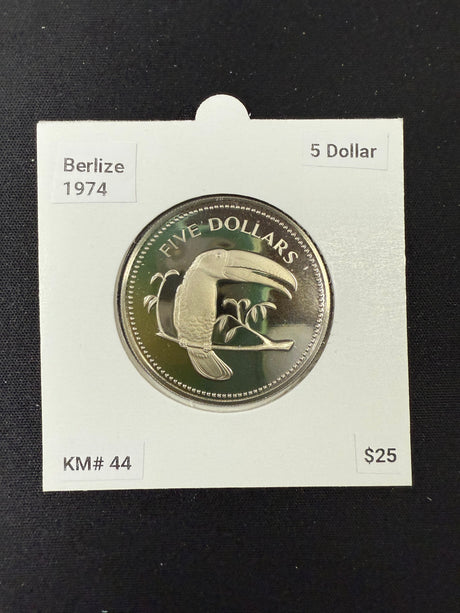 Berlize
1974
5 Dollar
FIVE DOLLARS
KM# 44
$25